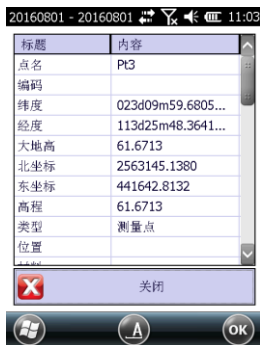 20160801 - 20160801 11:03
标题 内容
点名 Pt3
编码
纬度 023d09m59.6805...
经度 113d25m48.3641...
大地高 61.6713
北坐标 2563145.1380
东坐标 441642.8132
高程 61.6713
类型 测量点
位置
关闭
A
OK